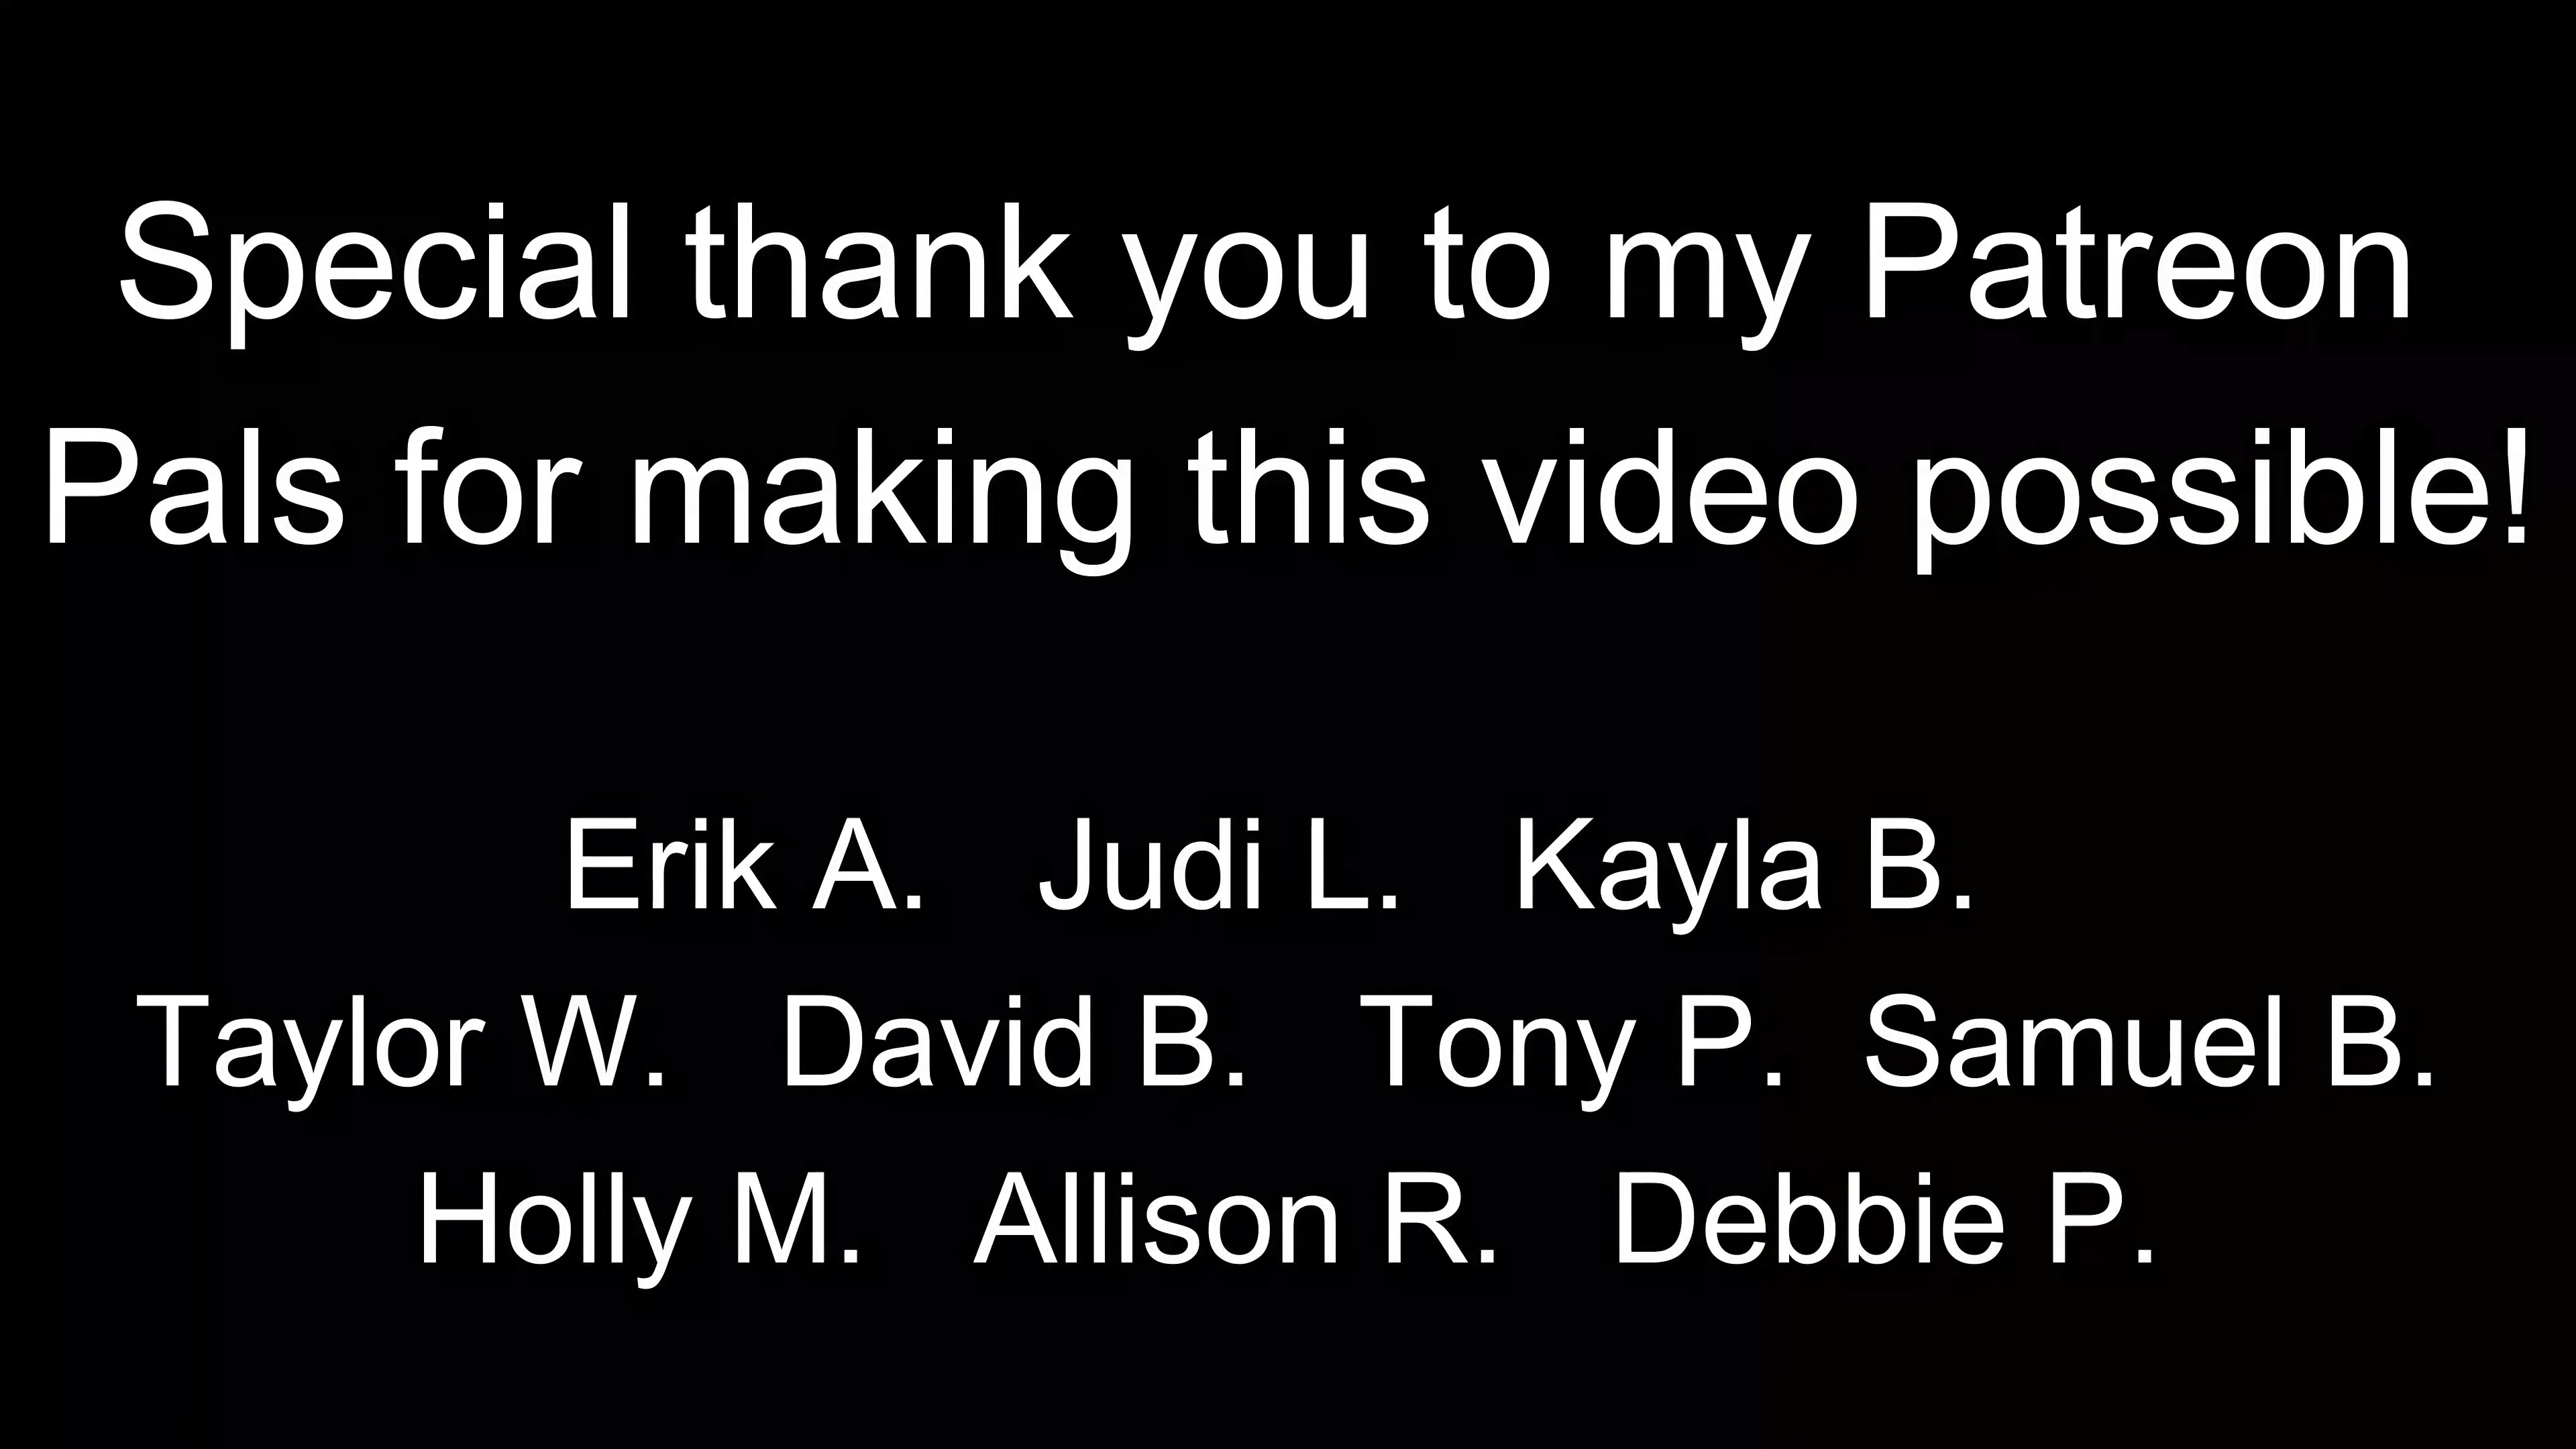 Special thank you to my Patreon
Pals for making this video possible!
Erik A. Judi L. Kayla B.
Taylor W. David B. Tony P. Samuel B.
Holly M. Allison R. Debbie P.